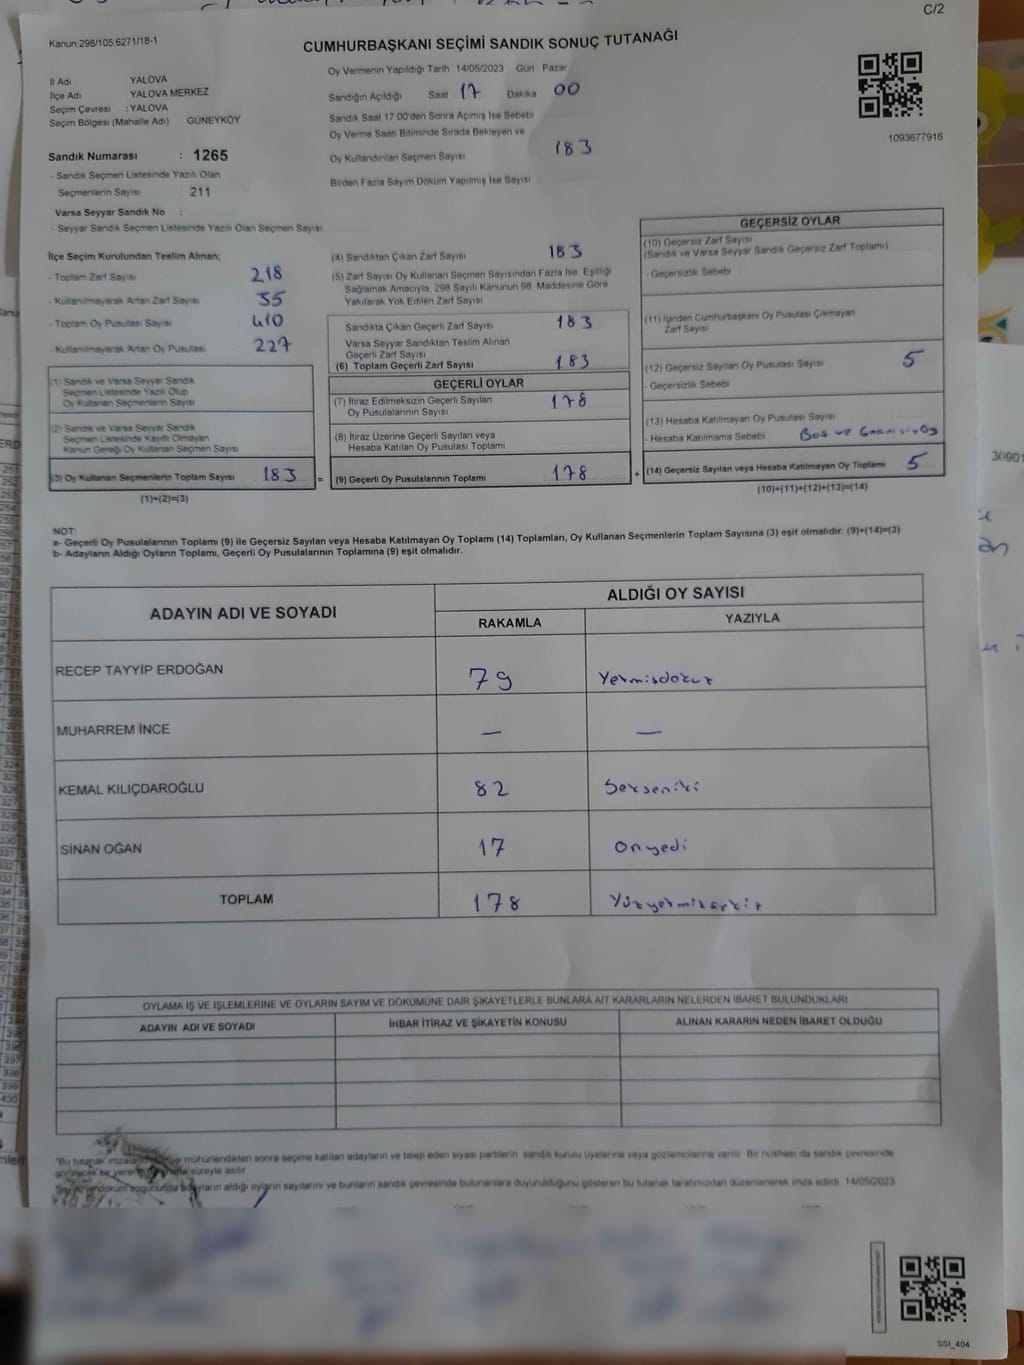 C/2
Kanun 298/105,6271/18-1
CUMHURBAŞKANI SEÇİMİ SANDIK SONUÇ TUTANAĞI
İl Adı YALOVA
İlçe Adı YALOVA MERKEZ
Seçim Çevresi : YALOVA
Seçim Bölgesi (Mahalle Adı) GÜNEYKÖY
Sandık Numarası : 1265
- Sandık Seçmen Listesinde Yazılı Olan
Seçmenlerin Sayısı : 211
Varsa Seyyar Sandık No :
- Seyyar Sandık Seçmen Listesinde Yazılı Olan Seçmen Sayısı
Oy Vermenin Yapıldığı Tarih 14/05/2023 Gün Pazar
Sandığın Açıldığı Saat 17 Dakika 00
Sandık Saat 17:00'den Sonra Açılmış İse Sebebi
Oy Verme Saati Bitiminde Sırada Bekleyen ve
Oy Kullandırılan Seçmen Sayısı 183
Birden Fazla Sayım Döküm Yapılmış İse Sayısı
1093677916
İlçe Seçim Kurulundan Teslim Alınan;
- Toplam Zarf Sayısı 218
- Kullanılmayarak Artan Zarf Sayısı 35
- Toplam Oy Pusulası Sayısı 410
- Kullanılmayarak Artan Oy Pusulası 227
(1) Sandık ve Varsa Seyyar Sandık
Seçmen Listesinde Yazılı Olup
Oy Kullanan Seçmenlerin Sayısı
(2) Sandık ve Varsa Seyyar Sandık
Seçmen Listesinde Kayıtlı Olmayan
Kanun Gereği Oy Kullanan Seçmen Sayısı
(3) Oy Kullanan Seçmenlerin Toplam Sayısı 183
(1)+(2)=(3)
(4) Sandıktan Çıkan Zarf Sayısı 183
(5) Zarf Sayısı Oy Kullanan Seçmen Sayısından Fazla İse, Eşitliği
Sağlamak Amacıyla, 298 Sayılı Kanunun 98. Maddesine Göre
Yakılarak Yok Edilen Zarf Sayısı
Sandıkta Çıkan Geçerli Zarf Sayısı 183
Varsa Seyyar Sandıktan Teslim Alınan
Geçerli Zarf Sayısı
(6) Toplam Geçerli Zarf Sayısı 183
GEÇERLİ OYLAR
(7) İtiraz Edilmeksizin Geçerli Sayılan
Oy Pusulalarının Sayısı 178
(8) İtiraz Üzerine Geçerli Sayılan veya
Hesaba Katılan Oy Pusulası Toplamı
= (9) Geçerli Oy Pusulalarının Toplamı 178 +
GEÇERSİZ OYLAR
(10) Geçersiz Zarf Sayısı
(Sandık ve Varsa Seyyar Sandık Geçersiz Zarf Toplamı)
- Geçersizlik Sebebi
(11) İçinden Cumhurbaşkanı Oy Pusulası Çıkmayan
Zarf Sayısı
(12) Geçersiz Sayılan Oy Pusulası Sayısı 5
- Geçersizlik Sebebi
(13) Hesaba Katılmayan Oy Pusulası Sayısı
- Hesaba Katılmama Sebebi Boş ve
(14) Geçersiz Sayılan veya Hesaba Katılmayan Oy Toplamı 5
(10)+(11)+(12)+(13)=(14)
NOT:
a- Geçerli Oy Pusulalarının Toplamı (9) ile Geçersiz Sayılan veya Hesaba Katılmayan Oy Toplamı (14) Toplamları, Oy Kullanan Seçmenlerin Toplam Sayısına (3) eşit olmalıdır. (9)+(14)=(3)
b- Adayların Aldığı Oyların Toplamı, Geçerli Oy Pusulalarının Toplamına (9) eşit olmalıdır.
ADAYIN ADI VE SOYADI
ALDIĞI OY SAYISI
RAKAMLA YAZIYLA
RECEP TAYYİP ERDOĞAN 79 Yetmişdokuz
MUHARREM İNCE — —
KEMAL KILIÇDAROĞLU 82 Sekseniki
SİNAN OĞAN 17 Onyedi
TOPLAM 178 Yüzyetmişsekiz
OYLAMA İŞ VE İŞLEMLERİNE VE OYLARIN SAYIM VE DÖKÜMÜNE DAİR ŞİKAYETLERLE BUNLARA AİT KARARLARIN NELERDEN İBARET BULUNDUKLARI
ADAYIN ADI VE SOYADI
İHBAR İTİRAZ VE ŞİKAYETİN KONUSU
ALINAN KARARIN NEDEN İBARET OLDUĞU
"Bu tutanak mühürlendikten sonra seçime katılan adayların ve talep eden siyasi partilerin sandık kurulu üyelerine veya gözlemcilerine verilir. Bir nüshası da sandık çevresinde
süreyle asılır.
adayların aldığı oyların sayılarını ve bunların sandık çevresinde bulunanlara duyurulduğunu gösteren bu tutanak tarafımızdan düzenlenerek imza edildi. 14/05/2023
SSİ_404